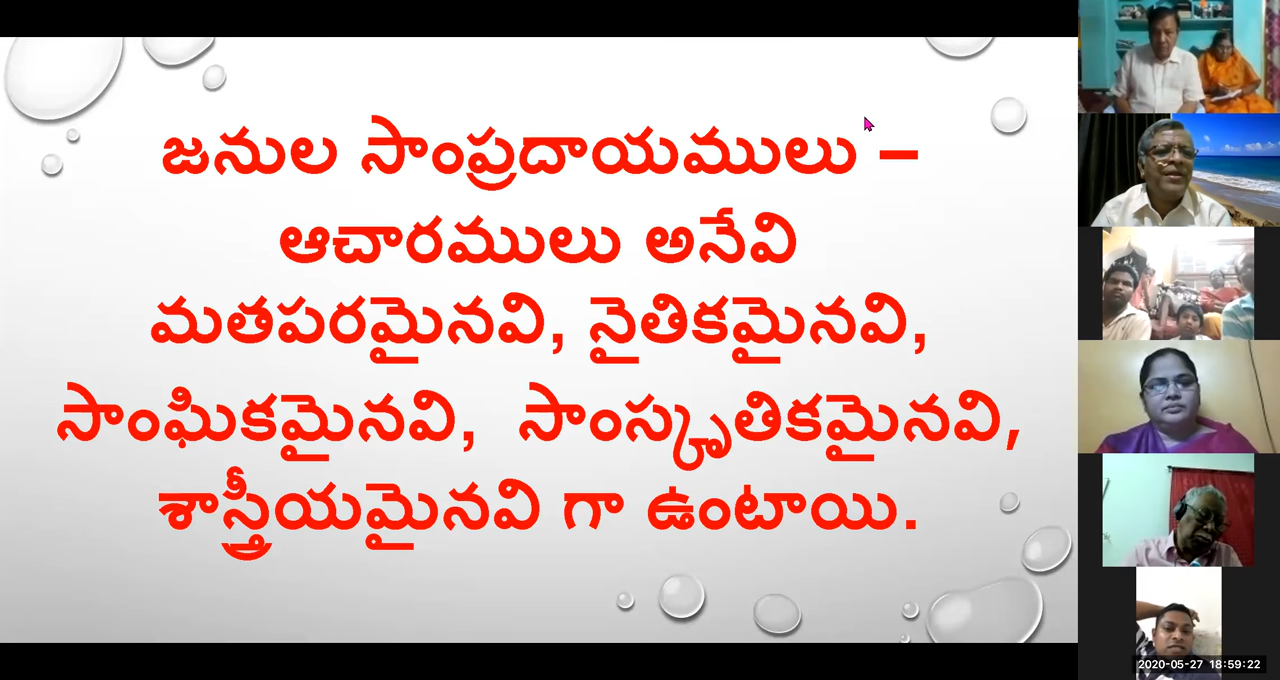 జనుల సాంప్రదాయములు –
ఆచారములు అనేవి
మతపరమైనవి, నైతికమైనవి,
సాంఘికమైనవి, సాంస్కృతికమైనవి,
శాస్త్రీయమైనవి గా ఉంటాయి.
2020-05-27 18:59:22